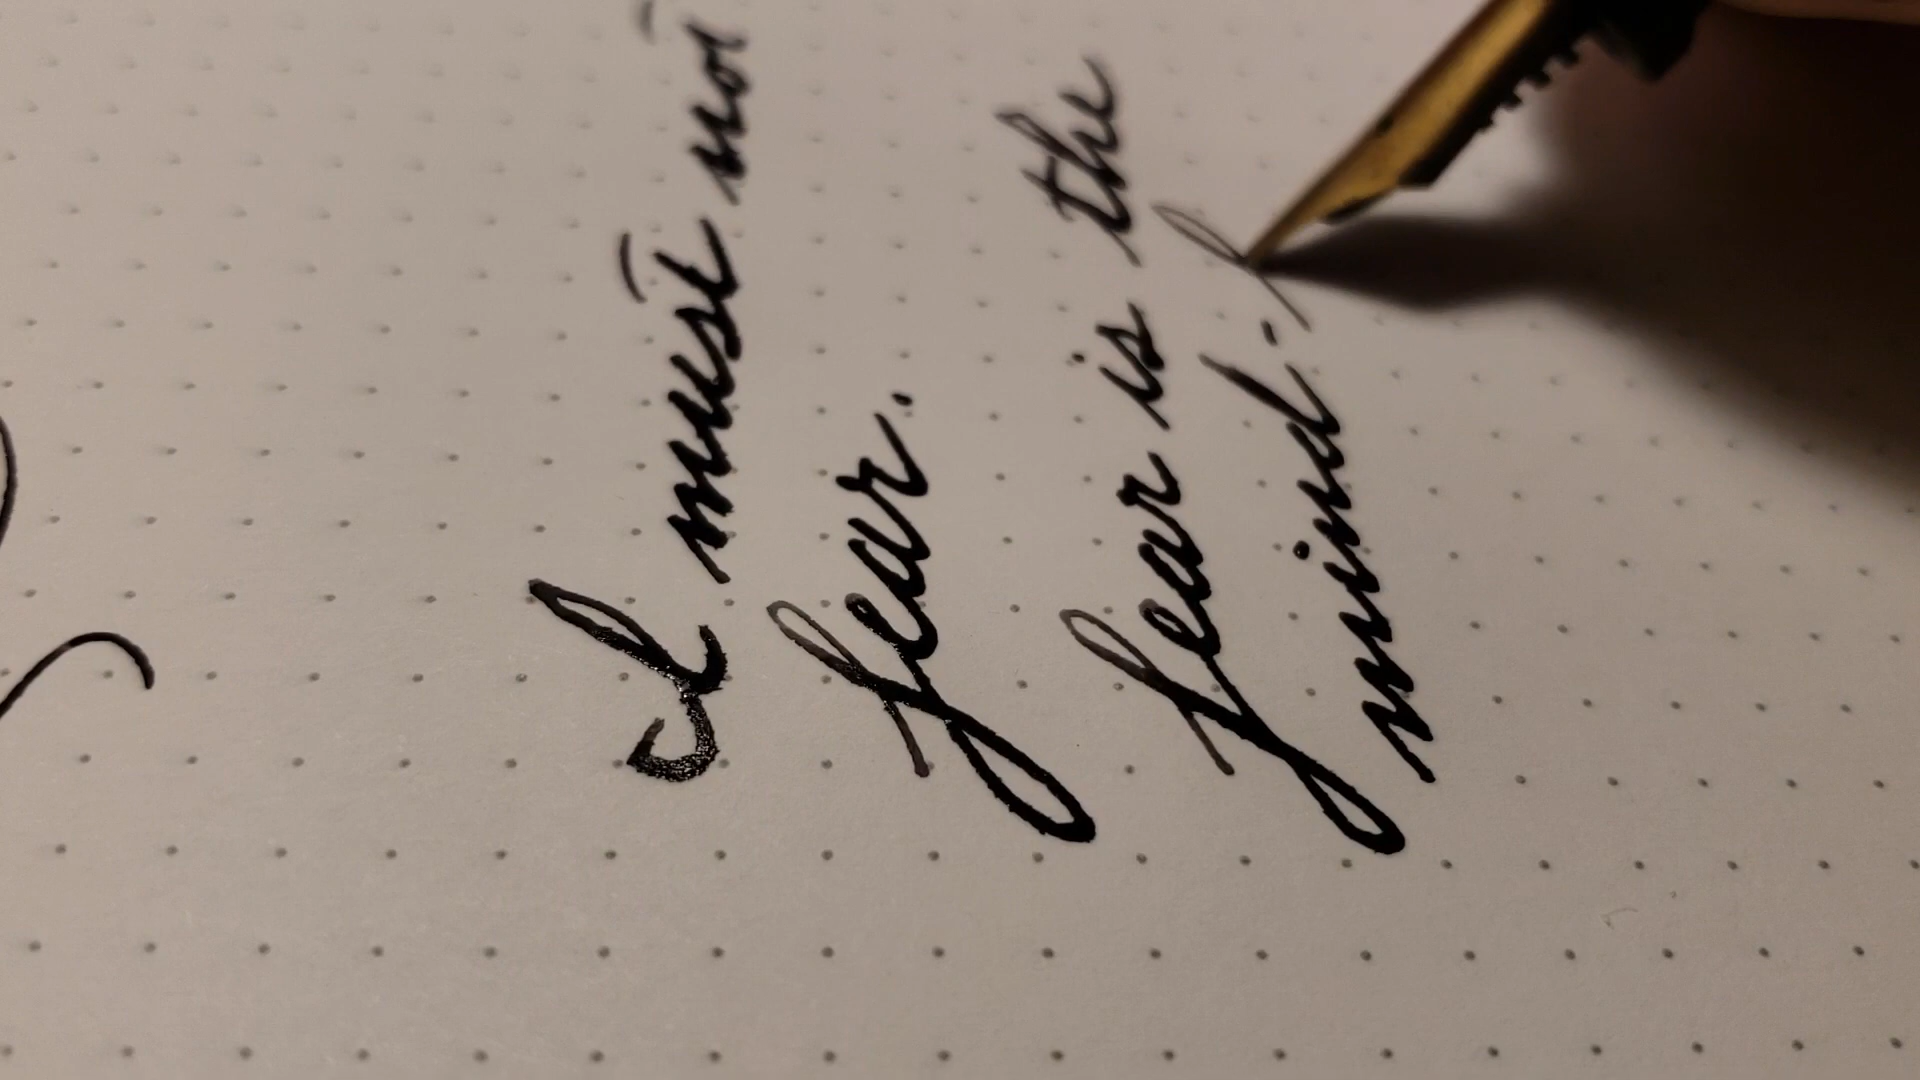 I must not
fear.
fear is the
mind-